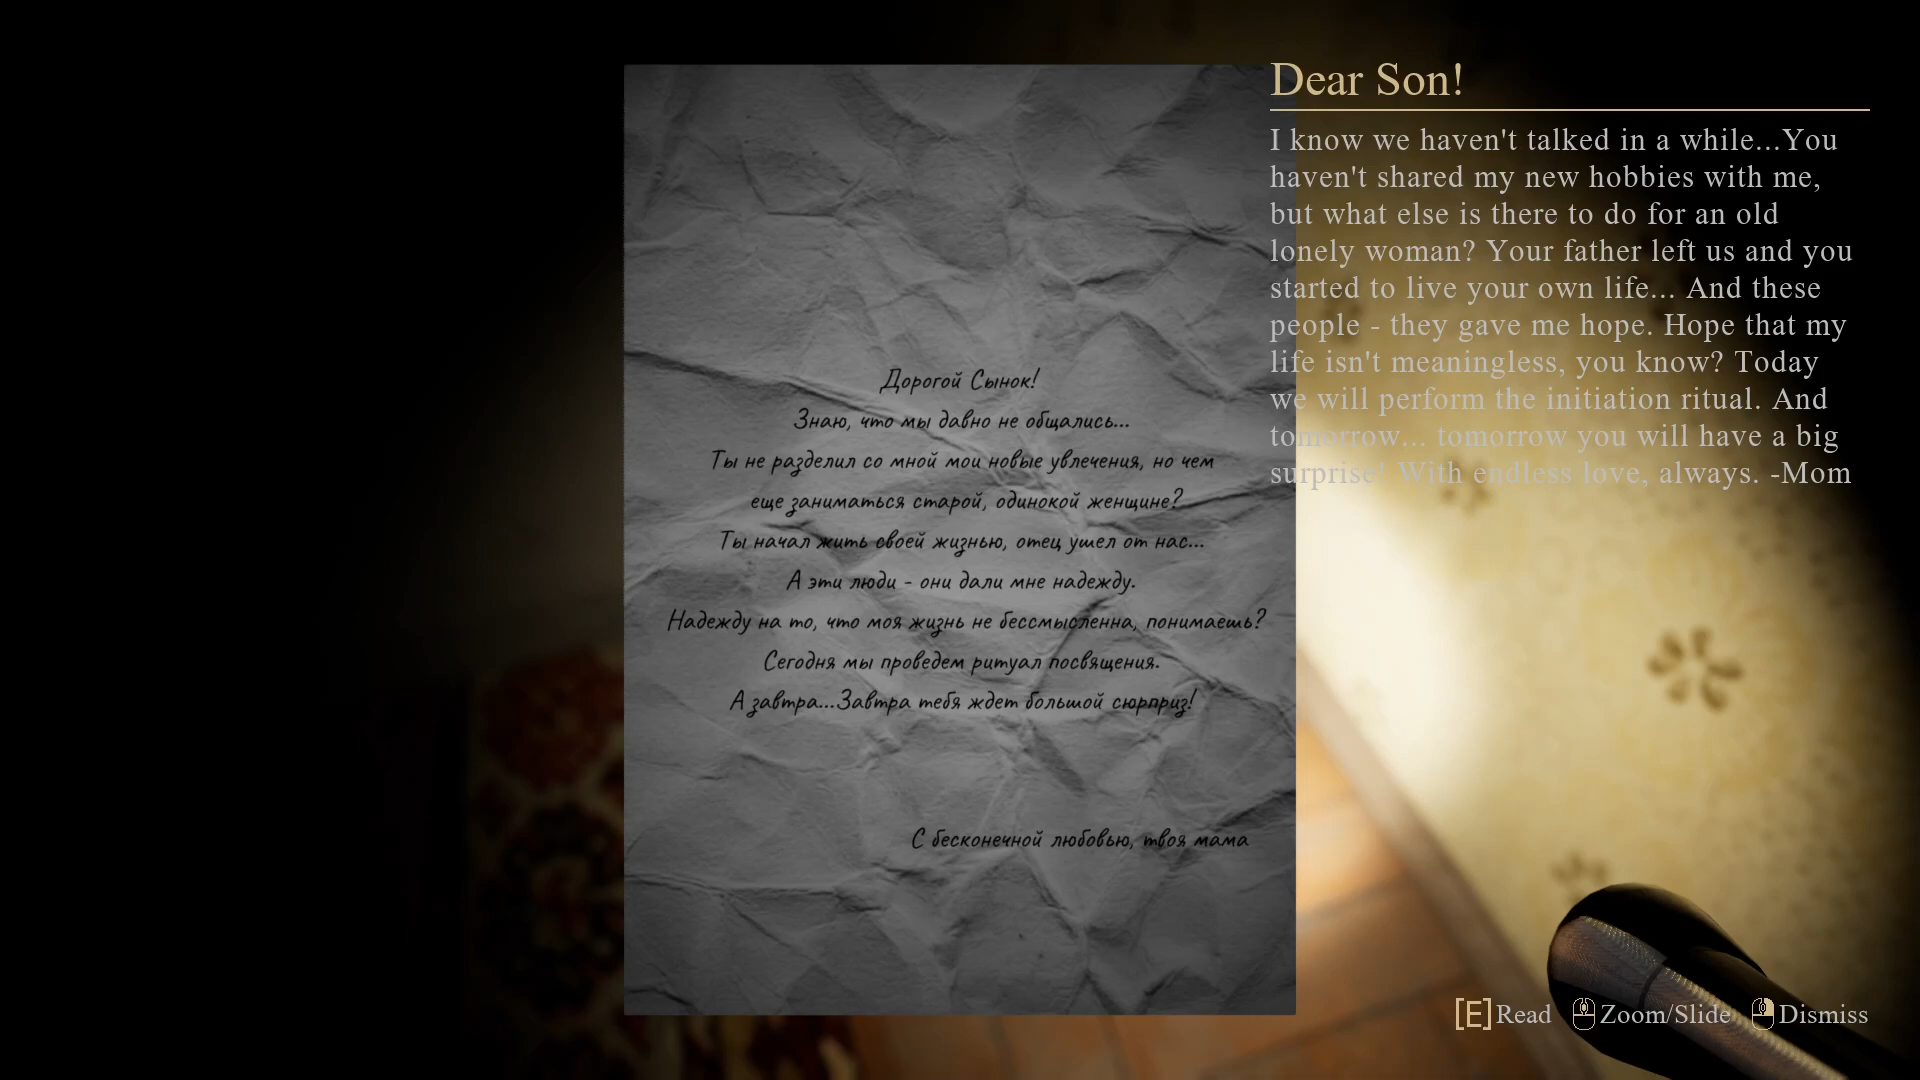 Дорогой Сынок!
Знаю, что мы давно не общались...
Ты не разделил со мной мои новые увлечения, но чем
еще заниматься старой, одинокой женщине?
Ты начал жить своей жизнью, отец ушел от нас...
А эти люди - они дали мне надежду.
Надежду на то, что моя жизнь не бессмысленна, понимаешь?
Сегодня мы проведем ритуал посвящения.
А завтра...Завтра тебя ждет большой сюрприз!
С бесконечной любовью, твоя мама
Dear Son!
I know we haven't talked in a while...You
haven't shared my new hobbies with me,
but what else is there to do for an old
lonely woman? Your father left us and you
started to live your own life... And these
people - they gave me hope. Hope that my
life isn't meaningless, you know? Today
we will perform the initiation ritual. And
tomorrow... tomorrow you will have a big
surprise! With endless love, always. -Mom
[E] Read Zoom/Slide Dismiss